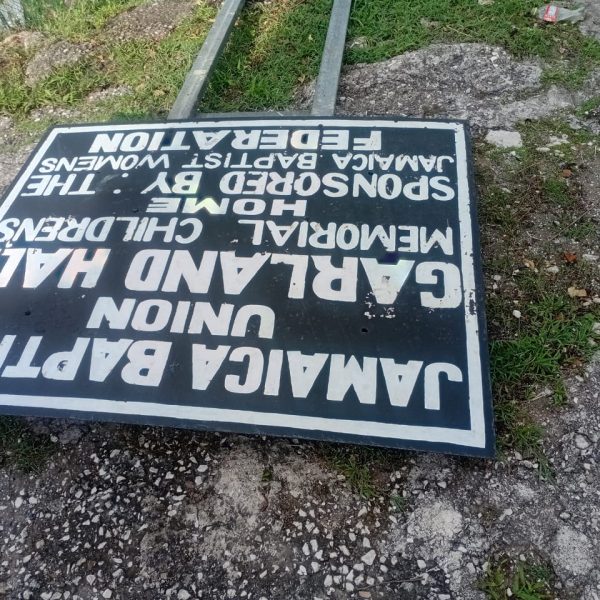 JAMAICA BAPTI
UNION
GARLAND HAL
MEMORIAL CHILDRENS
HOME
SPONSORED BY : THE
JAMAICA BAPTIST WOMENS
FEDERATION